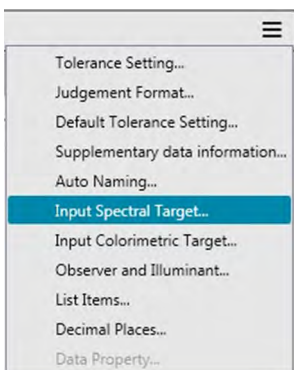 Tolerance Setting...
Judgement Format...
Default Tolerance Setting...
Supplementary data information...
Auto Naming...
Input Spectral Target...
Input Colorimetric Target...
Observer and Illuminant...
List Items...
Decimal Places...
Data Property...